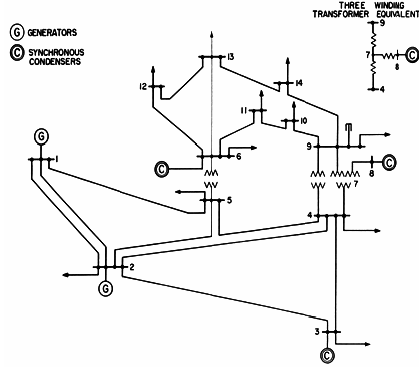 THREE WINDING
TRANSFORMER EQUIVALENT
G GENERATORS
C SYNCHRONOUS
CONDENSERS
9
7
C
8
4
13
14
12
11
10
6
9
C
G
1
8
C
7
5
4
2
G
3
C